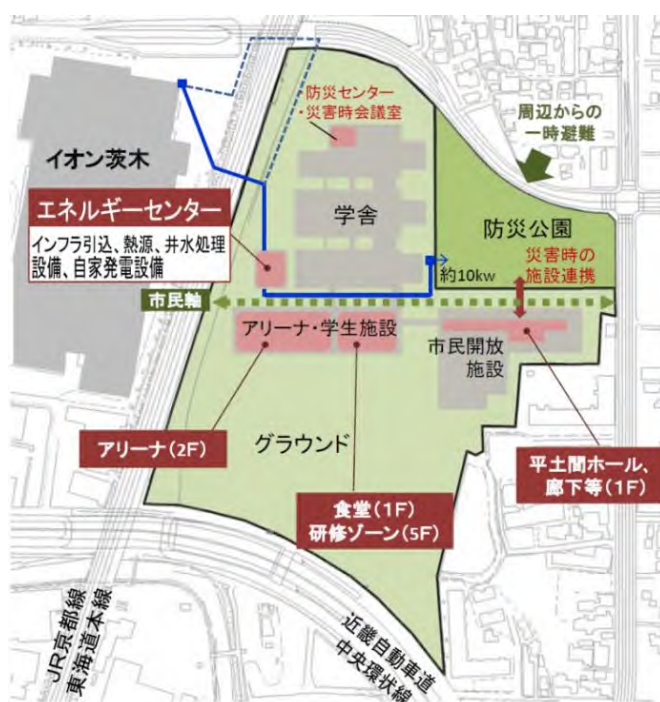 ・防災センター
・災害時会議室
周辺からの
一時避難
イオン茨木
エネルギーセンター
インフラ引込、熱源、井水処理
設備、自家発電設備
学舎
防災公園
災害時の
施設連携
約10kw
市民軸
アリーナ・学生施設
市民開放
施設
アリーナ(2F)
グラウンド
食堂(1F)
研修ゾーン(5F)
平土間ホール、
廊下等(1F)
JR京都線
東海道本線
近畿自動車道
中央環状線